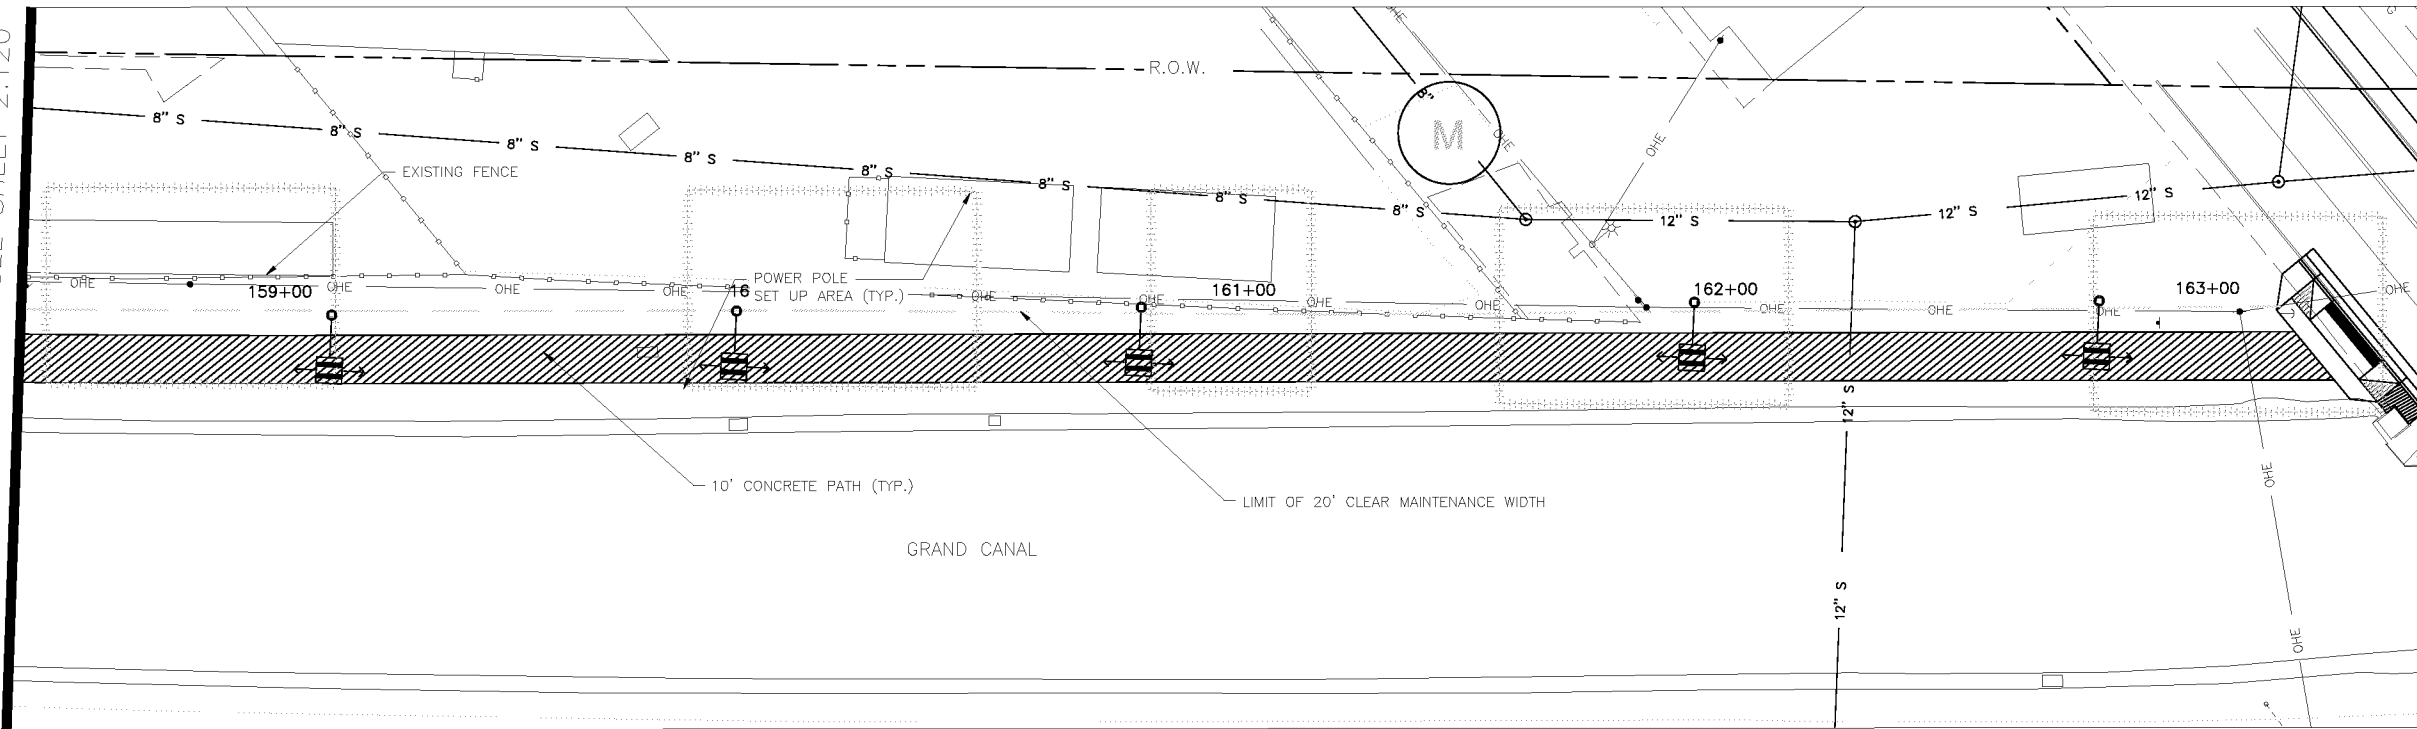 R.O.W.
8"
M
OHE
OHE
OHE
8" S
8" S
8" S
8" S
8" S
8" S
8" S
8" S
12" S
12" S
12" S
EXISTING FENCE
POWER POLE
SET UP AREA (TYP.)
OHE
159+00
OHE
OHE
OHE
16
OHE
OHE
161+00
OHE
OHE
162+00
OHE
OHE
OHE
163+00
OHE
12" S
10' CONCRETE PATH (TYP.)
LIMIT OF 20' CLEAR MAINTENANCE WIDTH
OHE
GRAND CANAL
12" S
OHE